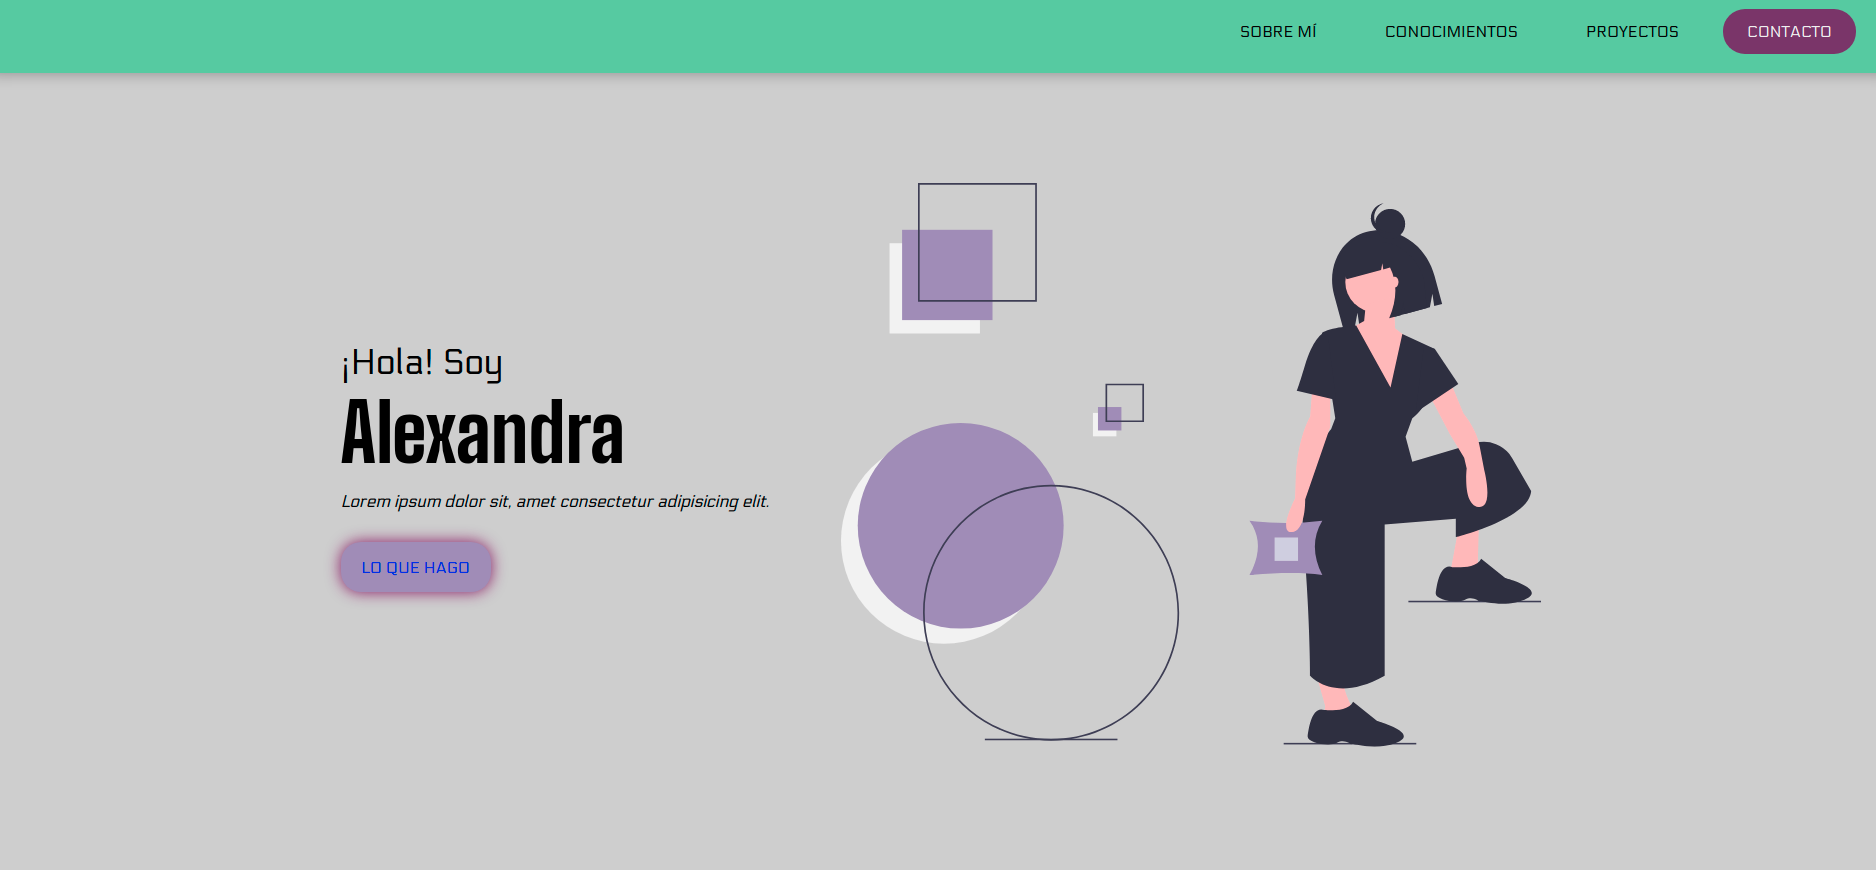 SOBRE MÍ CONOCIMIENTOS PROYECTOS CONTACTO
¡Hola! Soy
Alexandra
Lorem ipsum dolor sit, amet consectetur adipisicing elit.
LO QUE HAGO